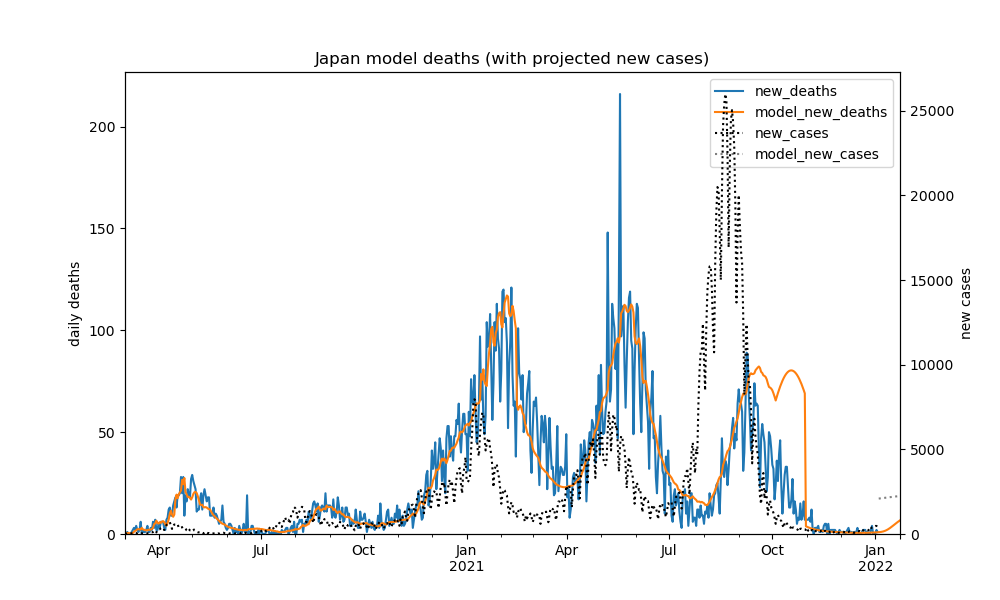 Japan model deaths (with projected new cases)
new_deaths
model_new_deaths
new_cases
model_new_cases
daily deaths
200
150
100
50
0
new cases
25000
20000
15000
10000
5000
0
Apr
Jul
Oct
Jan
2021
Apr
Jul
Oct
Jan
2022